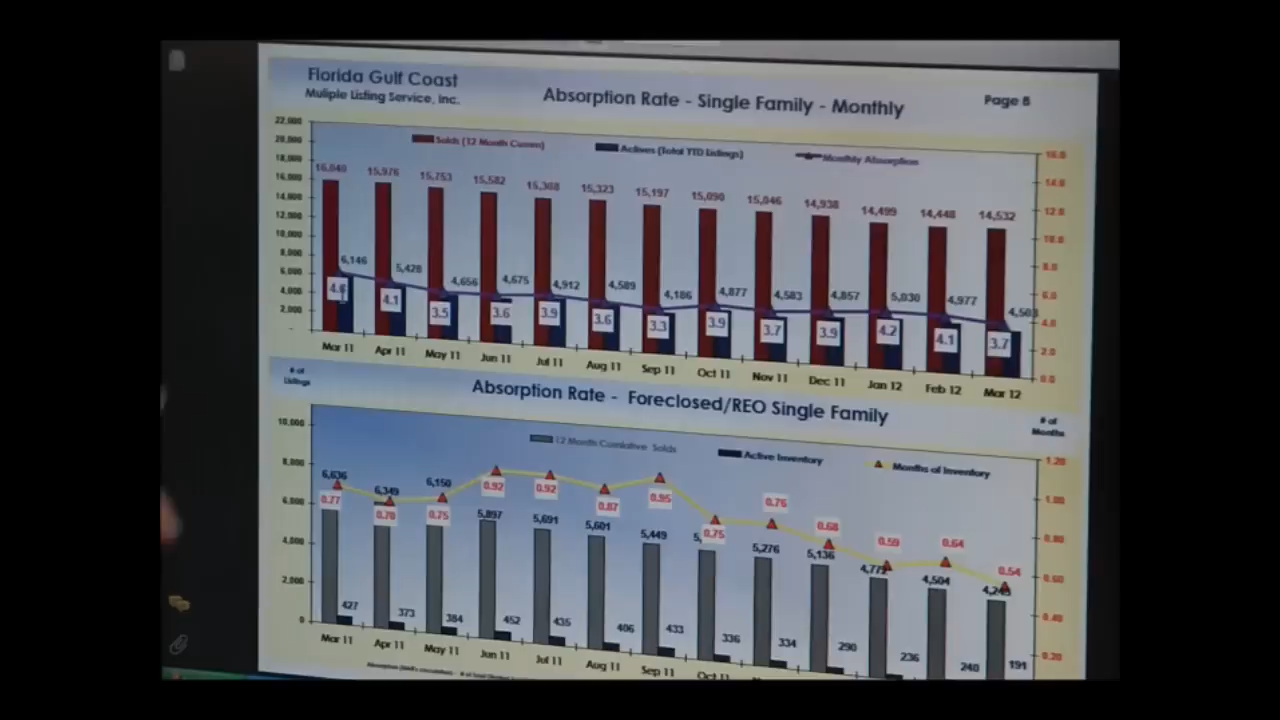 Florida Gulf Coast
Muliple Listing Service, Inc.
Absorption Rate - Single Family - Monthly
Page 8
Solds (12 Month Cumm)
Actives (Total YTD Listings)
Monthly Absorption
22,000
20,000
18,000
16,000
14,000
12,000
10,000
8,000
6,000
4,000
2,000
16.0
14.0
12.0
10.0
8.0
6.0
4.0
2.0
0.0
16,040 15,976 15,753 15,582 15,308 15,323 15,197 15,090 15,046 14,938 14,499 14,448 14,532
6,146 5,428 4,656 4,675 4,912 4,589 4,186 4,877 4,583 4,857 5,030 4,977 4,503
4.6 4.1 3.5 3.6 3.9 3.6 3.3 3.9 3.7 3.9 4.2 4.1 3.7
Mar 11 Apr 11 May 11 Jun 11 Jul 11 Aug 11 Sep 11 Oct 11 Nov 11 Dec 11 Jan 12 Feb 12 Mar 12
# of
Listings
Absorption Rate - Foreclosed/REO Single Family
# of
Months
12 Month Cumlative Solds
Active Inventory
Months of Inventory
10,000
8,000
6,000
4,000
2,000
0
1.20
1.00
0.80
0.60
0.40
0.20
6,636 6,349 6,150 5,897 5,691 5,601 5,449 5, 5,276 5,136 4,772 4,504 4,243
0.77 0.70 0.75 0.92 0.92 0.87 0.95 0.75 0.76 0.68 0.59 0.64 0.54
427 373 384 452 435 406 433 336 334 290 236 240 191
Mar 11 Apr 11 May 11 Jun 11 Jul 11 Aug 11 Sep 11 Oct 11